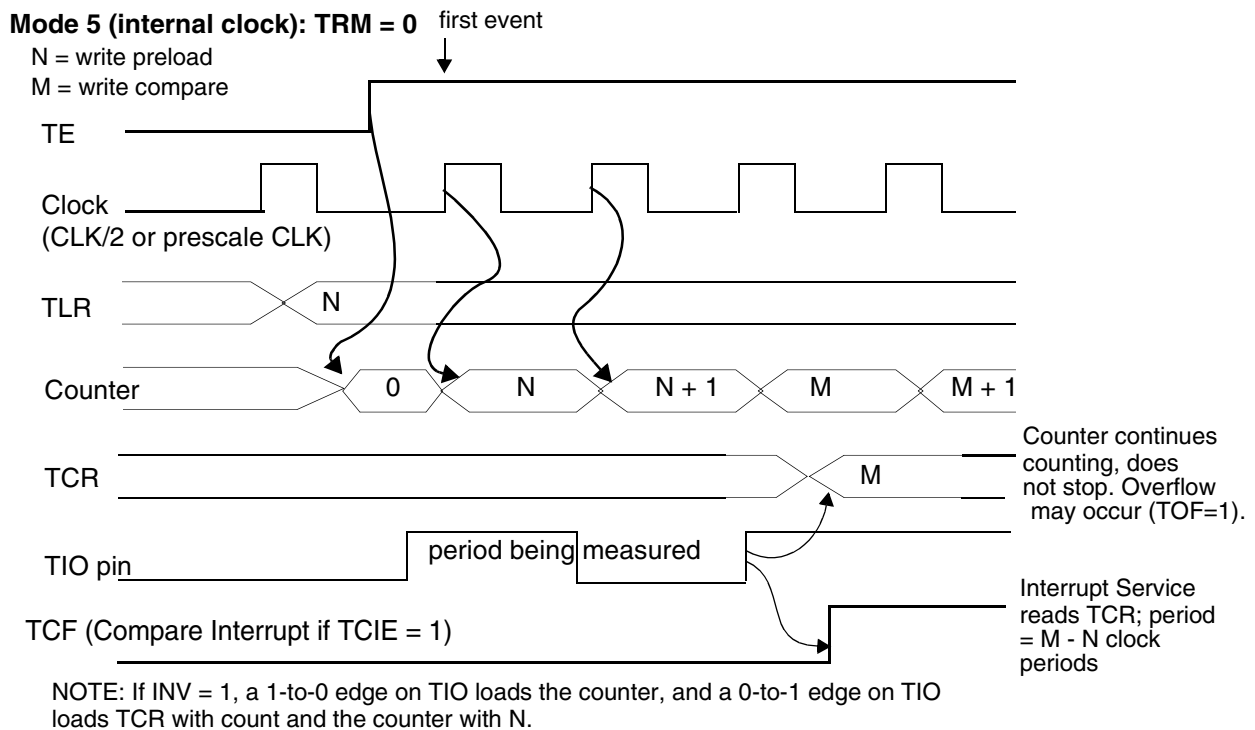 Mode 5 (internal clock): TRM = 0
first event
N = write preload
M = write compare
TE
Clock
(CLK/2 or prescale CLK)
TLR
N
Counter
0
N
N + 1
M
M + 1
TCR
M
Counter continues
counting, does
not stop. Overflow
may occur (TOF=1).
TIO pin
period being measured
TCF (Compare Interrupt if TCIE = 1)
Interrupt Service
reads TCR; period
= M - N clock
periods
NOTE: If INV = 1, a 1-to-0 edge on TIO loads the counter, and a 0-to-1 edge on TIO
loads TCR with count and the counter with N.